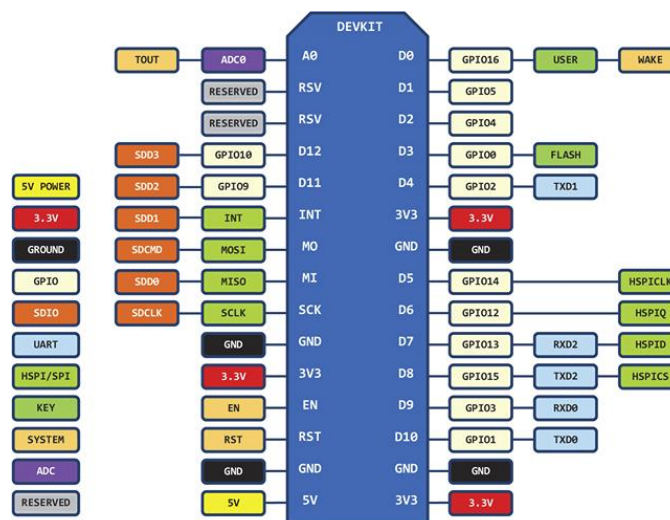 DEVKIT
TOUT ADC0 A0 D0 GPIO16 USER WAKE
RESERVED RSV D1 GPIO5
RESERVED RSV D2 GPIO4
SDD3 GPIO10 D12 D3 GPIO0 FLASH
5V POWER SDD2 GPIO9 D11 D4 GPIO2 TXD1
3.3V SDD1 INT INT 3V3 3.3V
GROUND SDCMD MOSI MO GND GND
GPIO SDD0 MISO MI D5 GPIO14 HSPICLK
SDIO SDCLK SCLK SCK D6 GPIO12 HSPIQ
UART GND GND D7 GPIO13 RXD2 HSPID
HSPI/SPI 3.3V 3V3 D8 GPIO15 TXD2 HSPICS
KEY EN EN D9 GPIO3 RXD0
SYSTEM RST RST D10 GPIO1 TXD0
ADC GND GND GND GND
RESERVED 5V 5V 3V3 3.3V